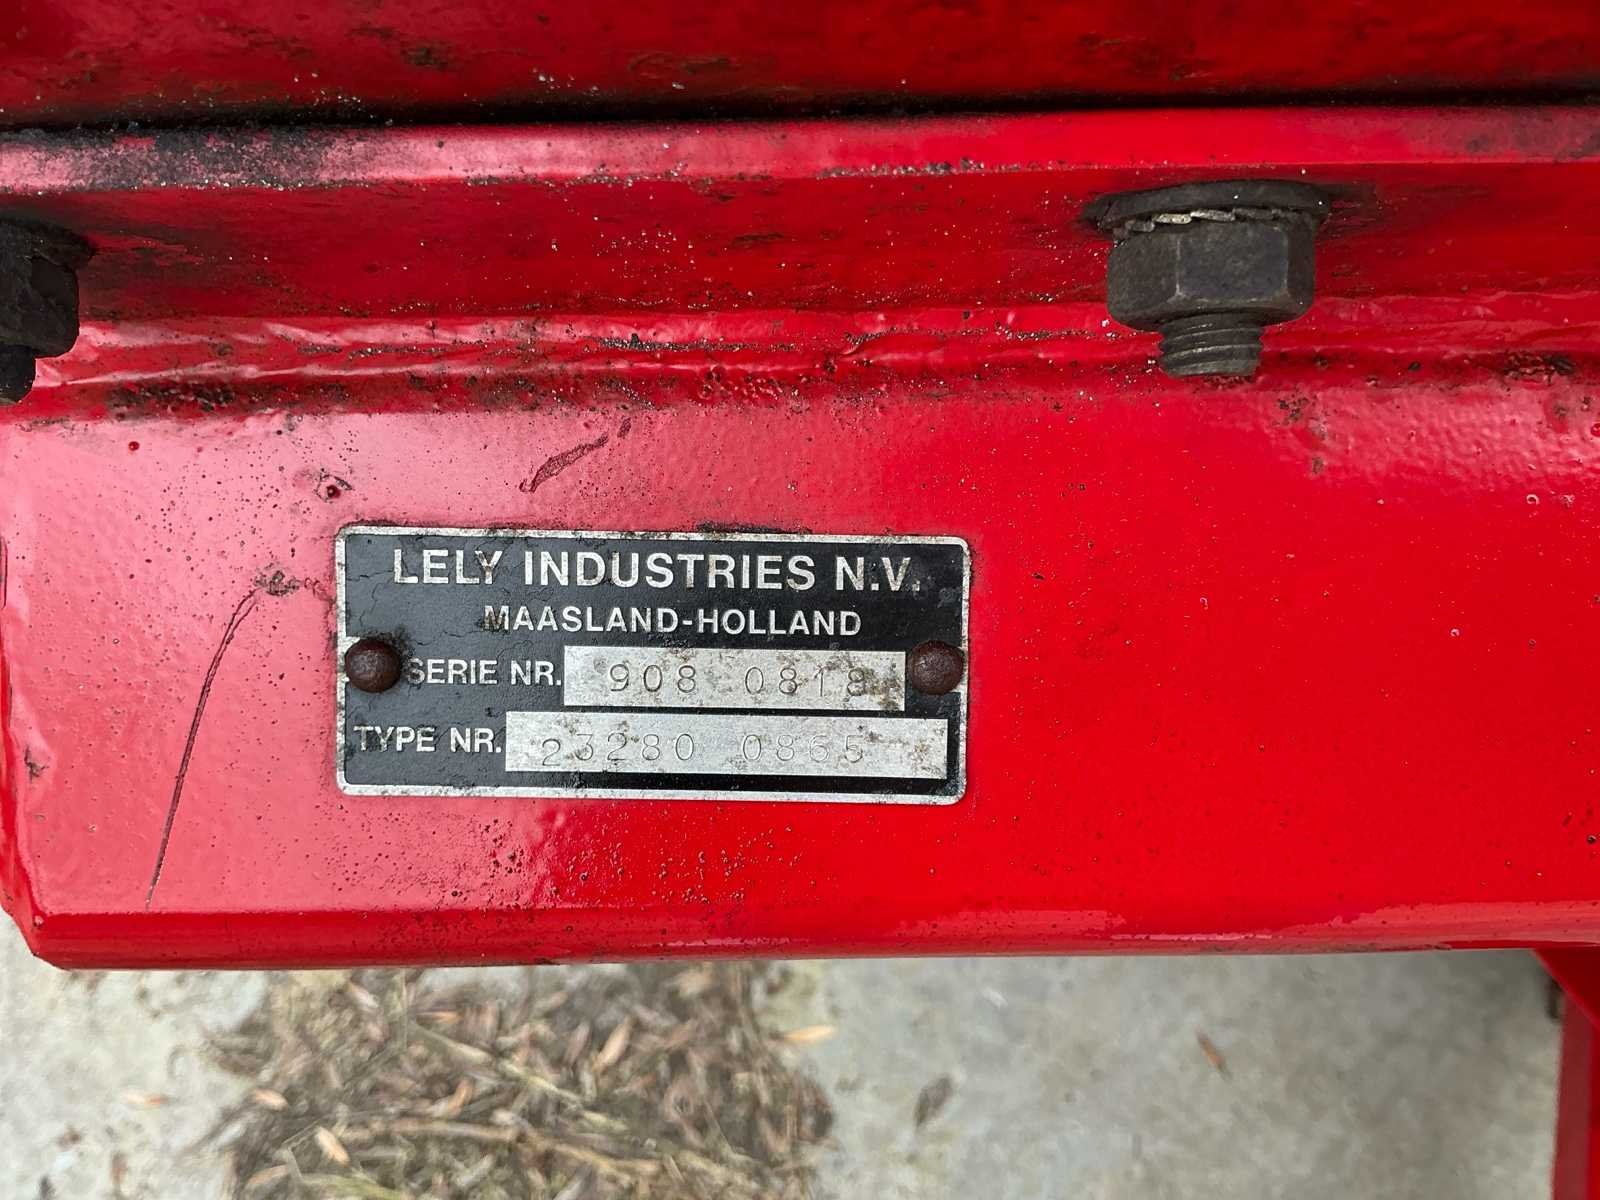 LELY INDUSTRIES N.V.
MAASLAND-HOLLAND
SERIE NR. 908 0818
TYPE NR. 23280 0865